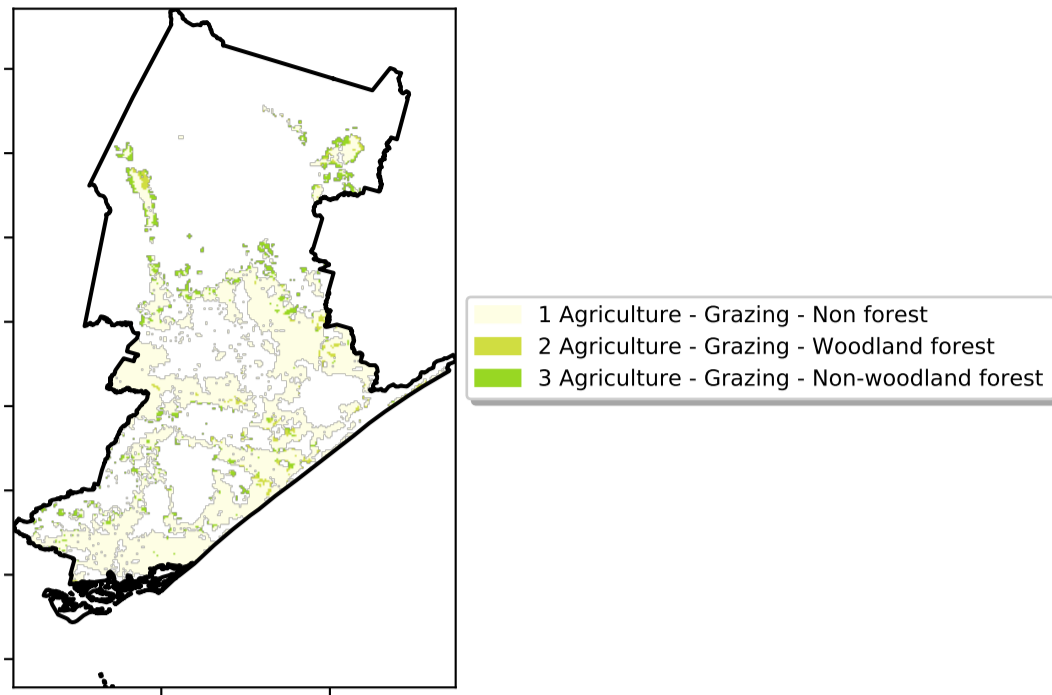 1 Agriculture - Grazing - Non forest
2 Agriculture - Grazing - Woodland forest
3 Agriculture - Grazing - Non-woodland forest